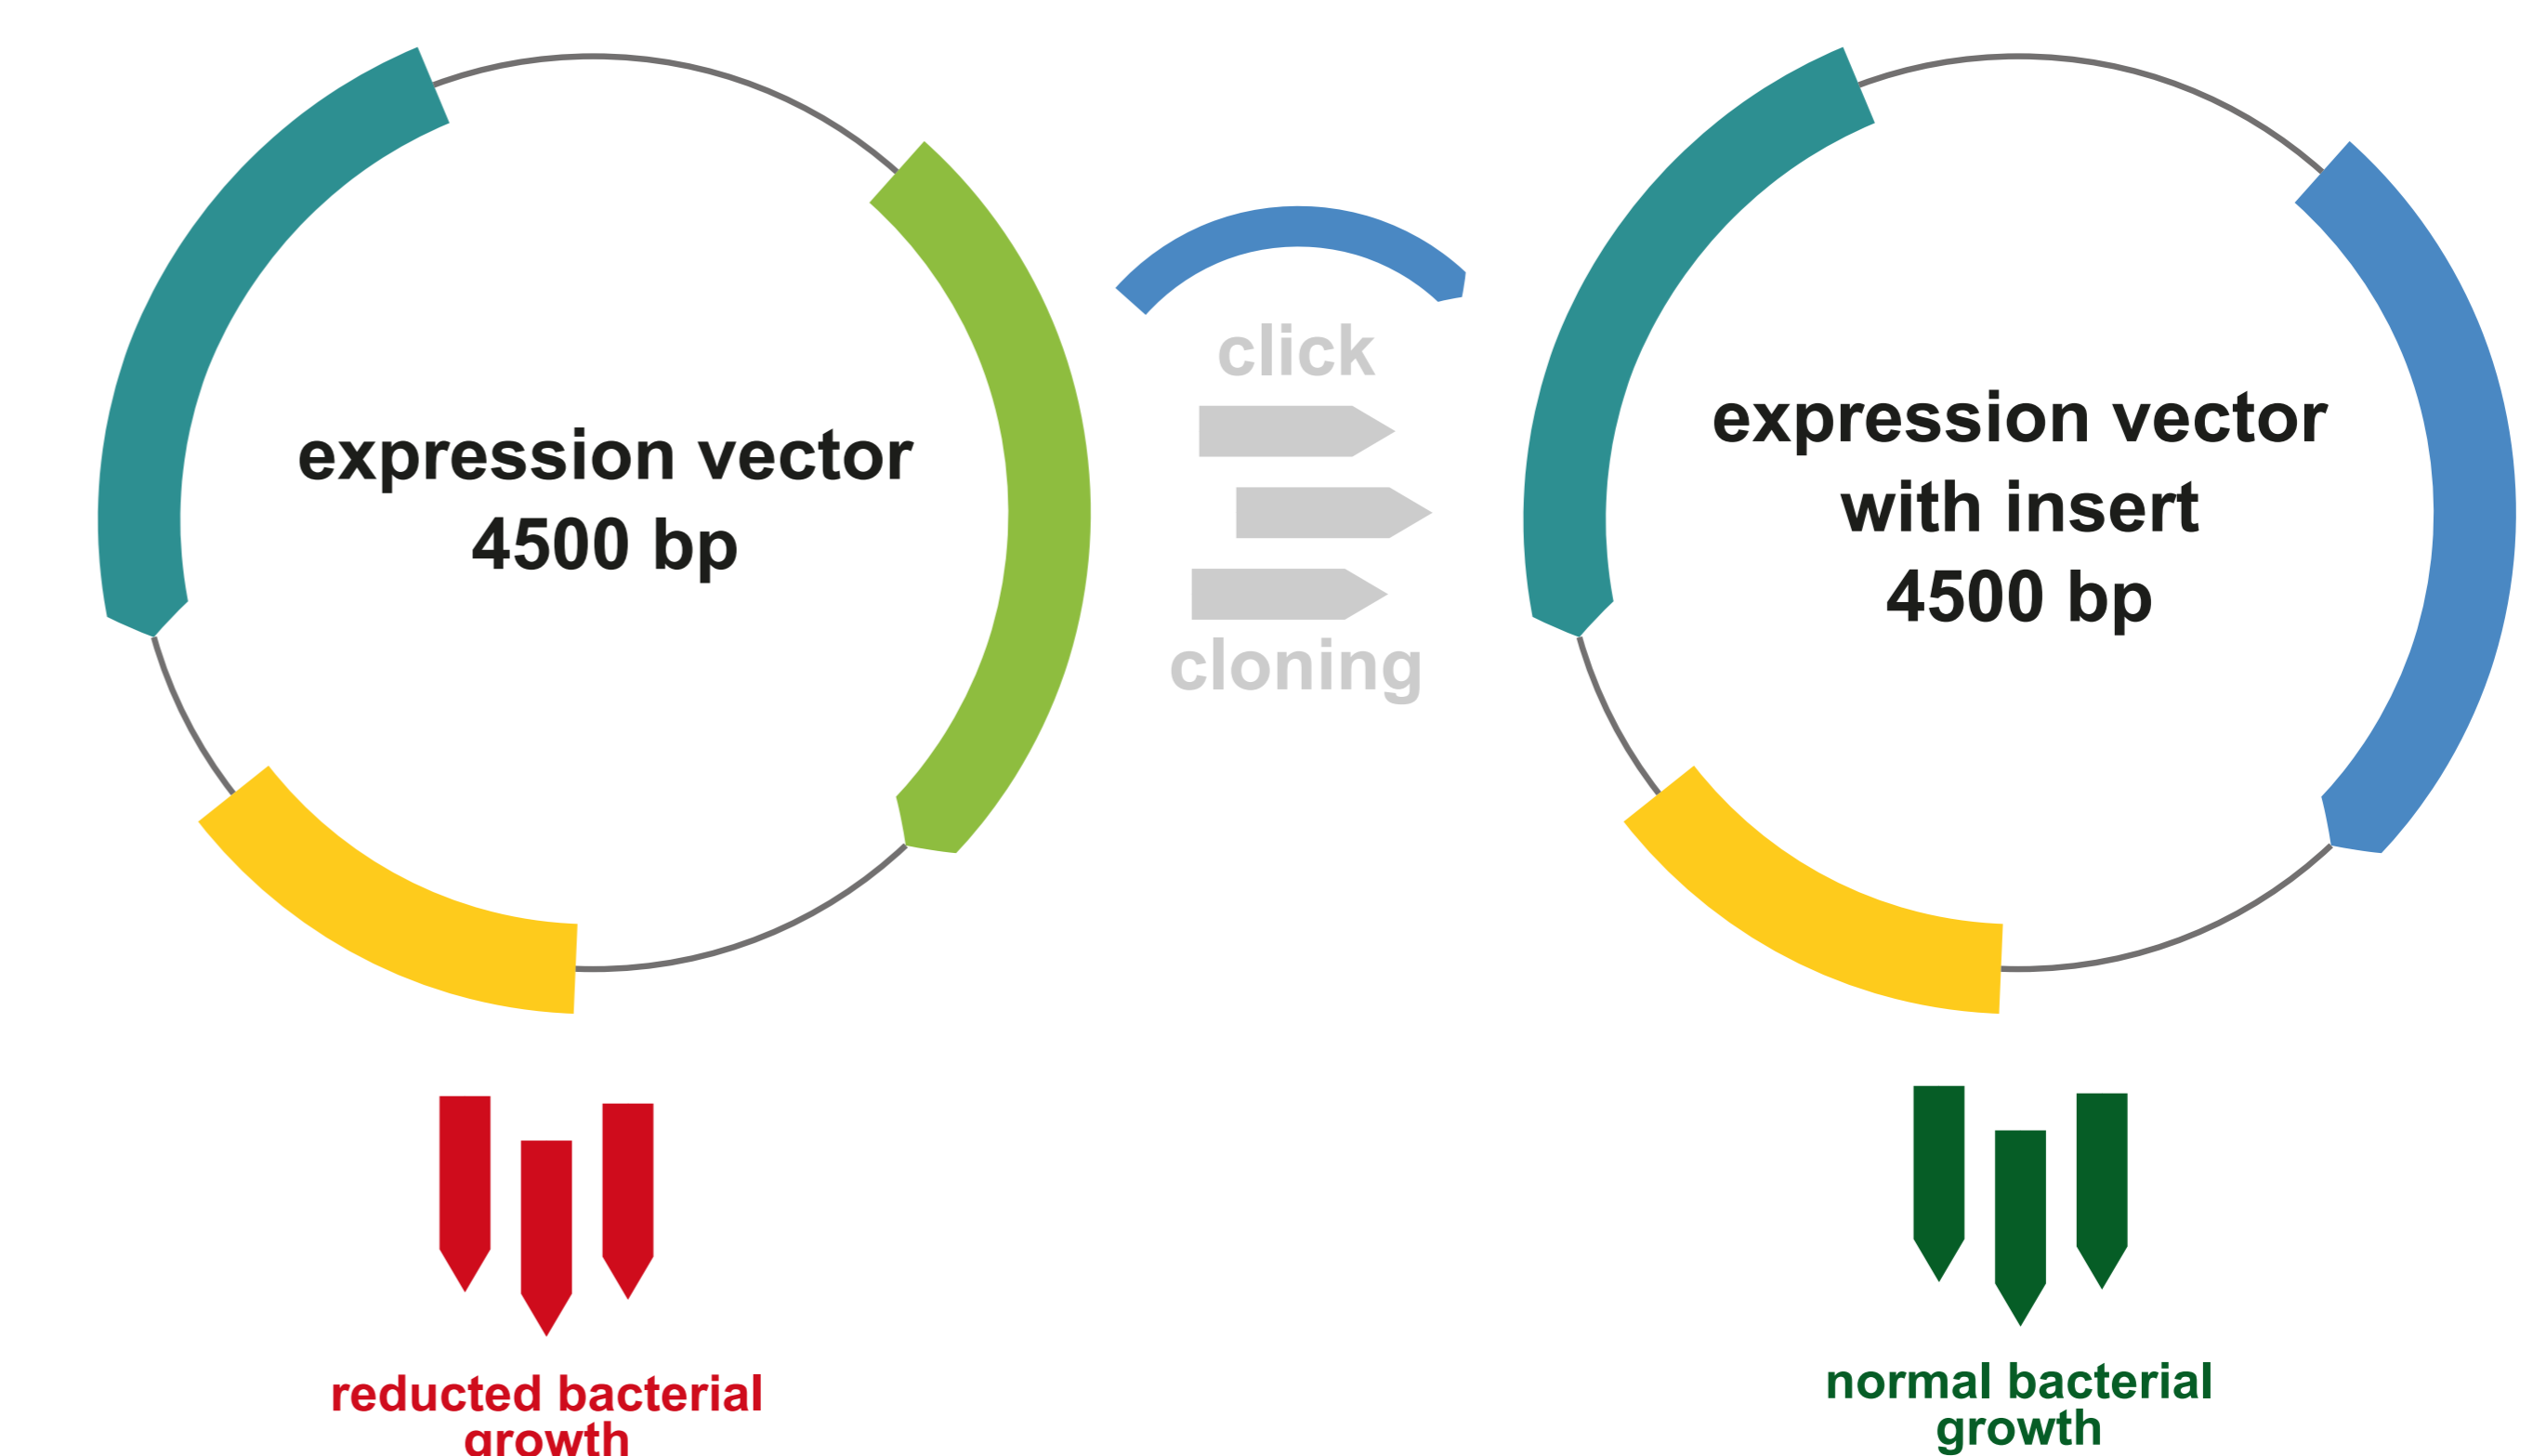 expression vector
4500 bp
click
cloning
expression vector
with insert
4500 bp
reducted bacterial
growth
normal bacterial
growth